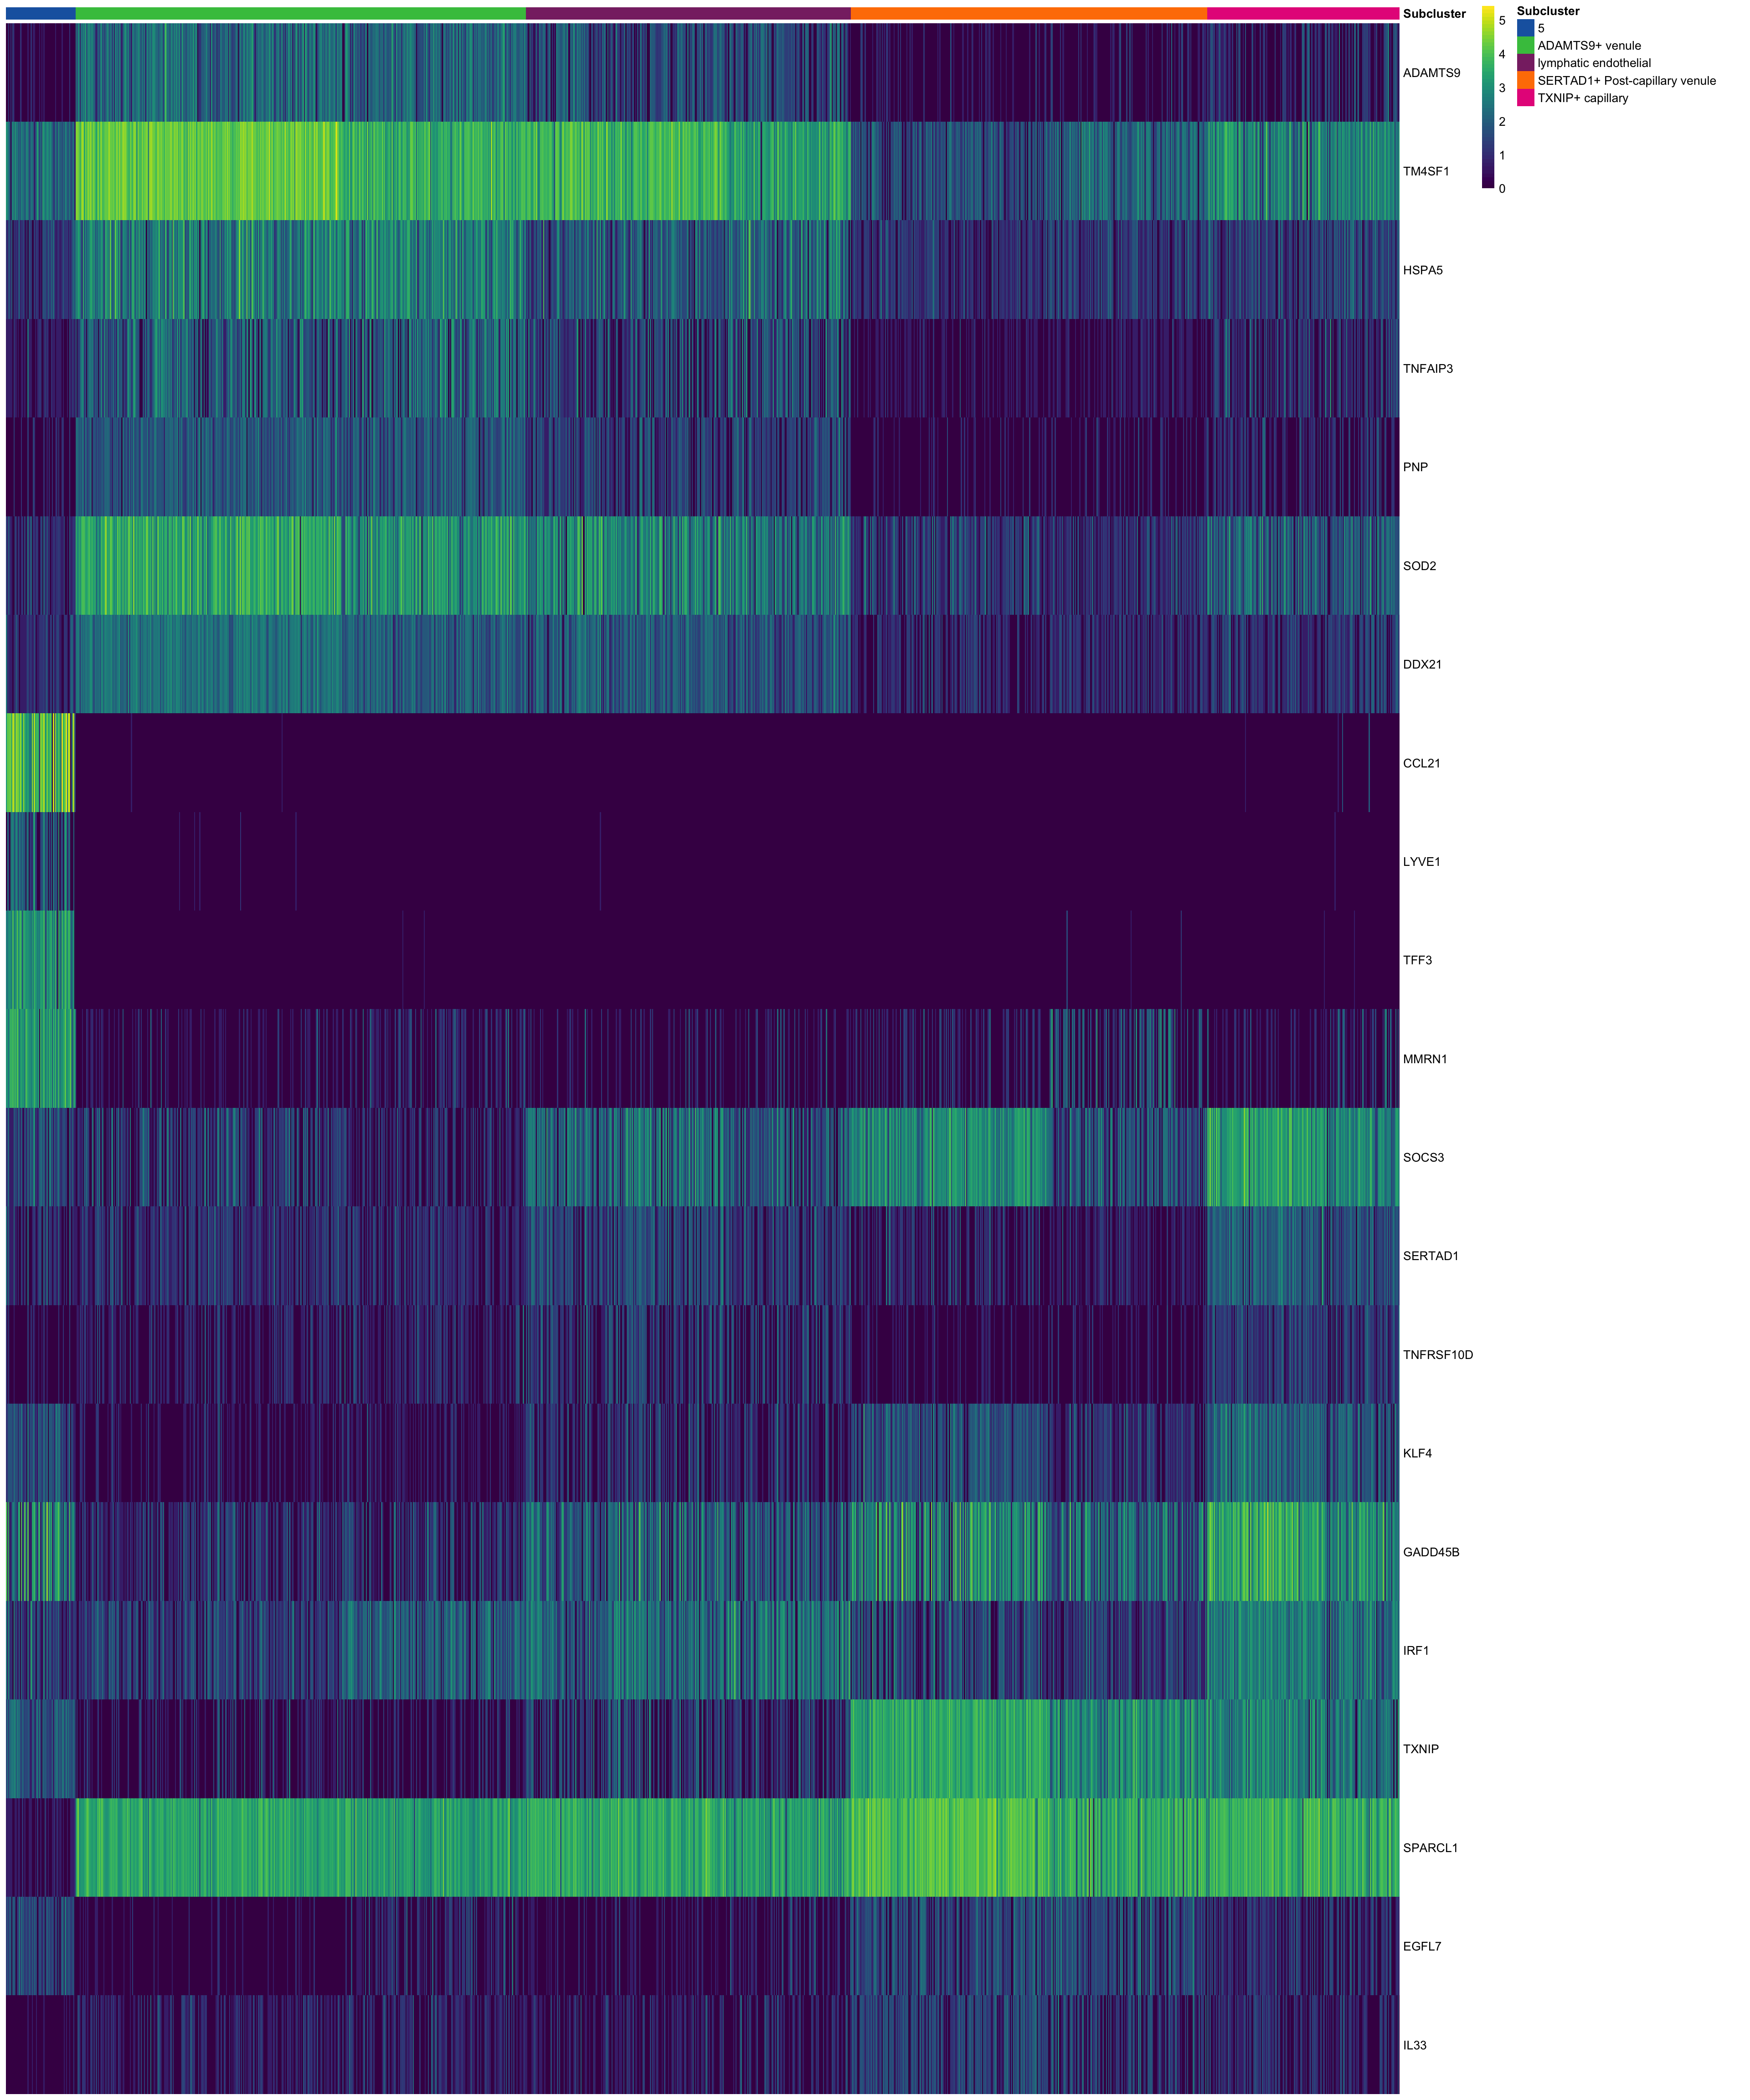 Subcluster
5
4
3
2
1
0
Subcluster
5
ADAMTS9+ venule
lymphatic endothelial
SERTAD1+ Post-capillary venule
TXNIP+ capillary
ADAMTS9
TM4SF1
HSPA5
TNFAIP3
PNP
SOD2
DDX21
CCL21
LYVE1
TFF3
MMRN1
SOCS3
SERTAD1
TNFRSF10D
KLF4
GADD45B
IRF1
TXNIP
SPARCL1
EGFL7
IL33